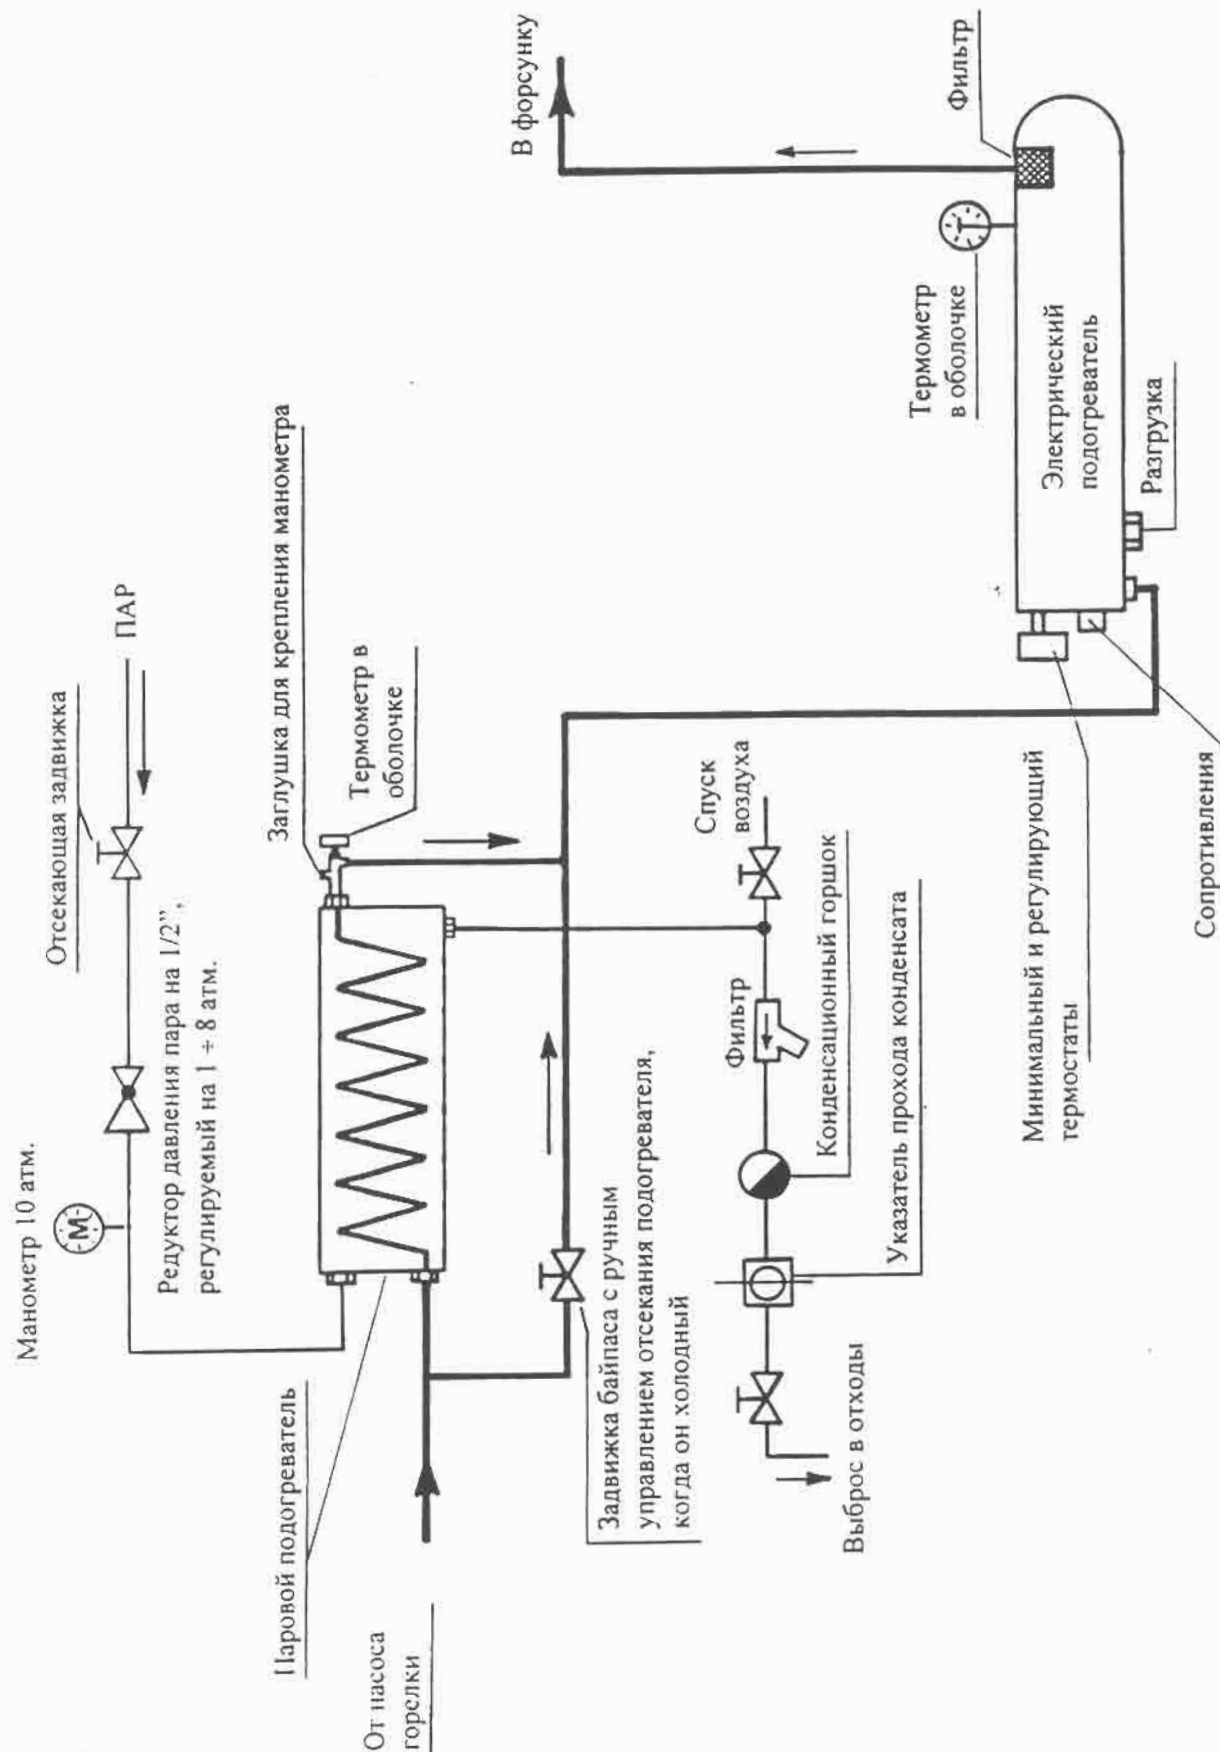 Манометр 10 атм.
Отсекающая задвижка
ПАР
Редуктор давления пара на 1/2”,
регулируемый на 1 ÷ 8 атм.
М
Заглушка для крепления манометра
Термометр в
оболочке
Паровой подогреватель
От насоса
горелки
В форсунку
Задвижка байпаса с ручным
управлением отсекания подогревателя,
когда он холодный
Спуск
воздуха
Фильтр
Конденсационный горшок
Указатель прохода конденсата
Выброс в отходы
Термометр
в оболочке
Фильтр
Электрический
подогреватель
Разгрузка
Минимальный и регулирующий
термостаты
Сопротивления